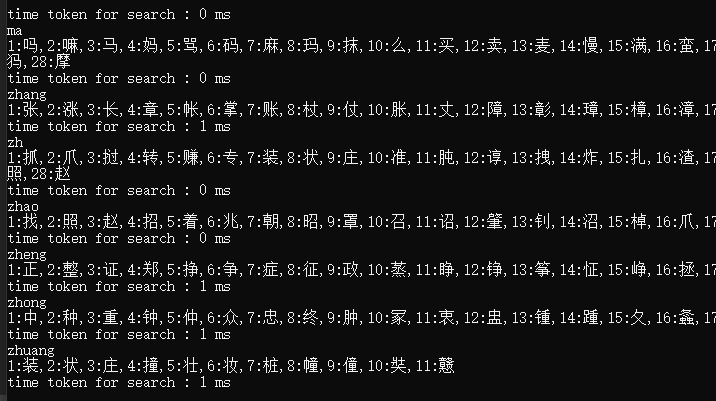 time token for search : 0 ms
ma
1:吗,2:嘛,3:马,4:妈,5:骂,6:码,7:麻,8:玛,9:抹,10:么,11:买,12:卖,13:麦,14:慢,15:满,16:蛮,17
犸,28:摩
time token for search : 0 ms
zhang
1:张,2:涨,3:长,4:章,5:帐,6:掌,7:账,8:杖,9:仗,10:胀,11:丈,12:障,13:彰,14:璋,15:樟,16:漳,17
time token for search : 1 ms
zh
1:抓,2:爪,3:挝,4:转,5:赚,6:专,7:装,8:状,9:庄,10:准,11:肫,12:谆,13:拽,14:炸,15:扎,16:渣,17
照,28:赵
time token for search : 0 ms
zhao
1:找,2:照,3:赵,4:招,5:着,6:兆,7:朝,8:昭,9:罩,10:召,11:诏,12:肇,13:钊,14:沼,15:棹,16:爪,17
time token for search : 0 ms
zheng
1:正,2:整,3:证,4:郑,5:挣,6:争,7:症,8:征,9:政,10:蒸,11:睁,12:铮,13:筝,14:怔,15:峥,16:拯,17
time token for search : 1 ms
zhong
1:中,2:种,3:重,4:钟,5:仲,6:众,7:忠,8:终,9:肿,10:冢,11:衷,12:盅,13:锺,14:踵,15:夂,16:螽,17
time token for search : 1 ms
zhuang
1:装,2:状,3:庄,4:撞,5:壮,6:妆,7:桩,8:幢,9:僮,10:奘,11:戆
time token for search : 1 ms